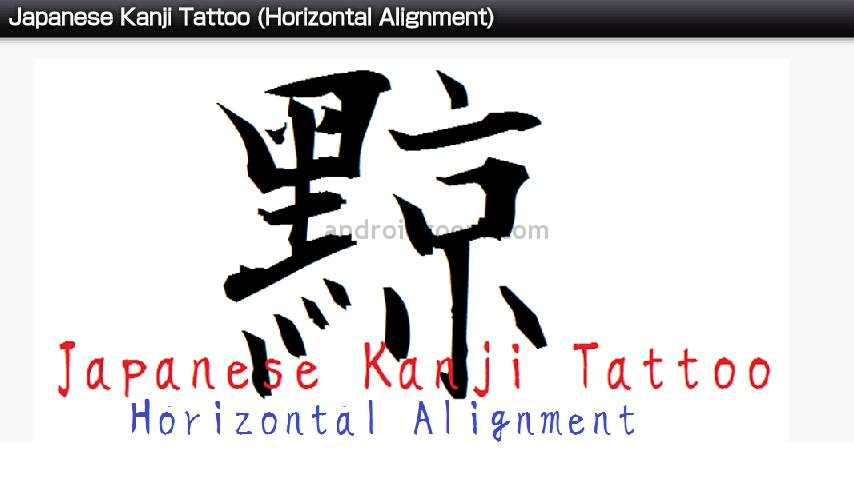 Japanese Kanji Tattoo (Horizontal Alignment)
黥
Japanese Kanji Tattoo
Horizontal Alignment